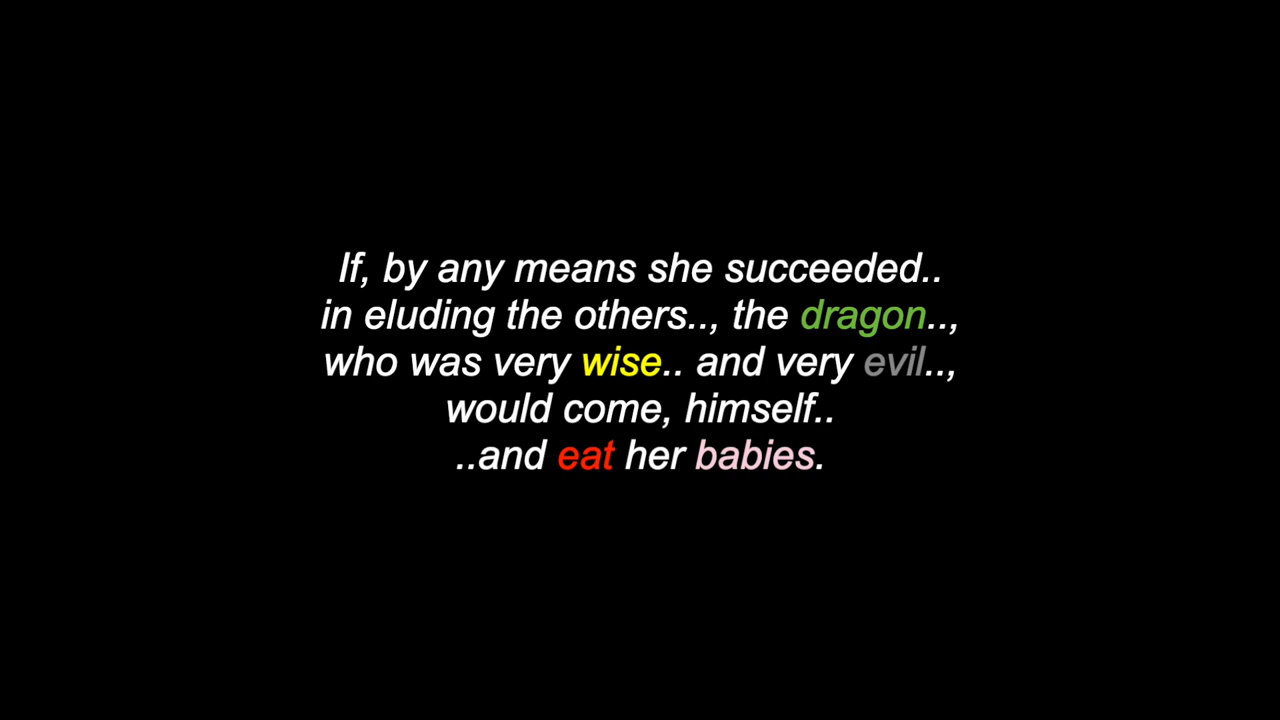 If, by any means she succeeded..
in eluding the others.., the dragon..,
who was very wise.. and very evil..,
would come, himself..
..and eat her babies.